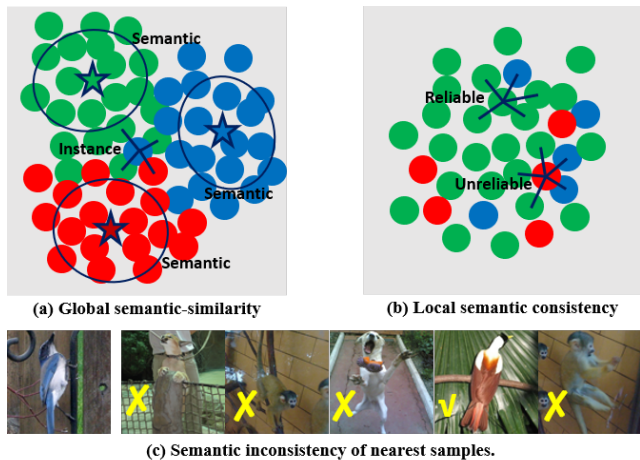 Semantic
Instance
Semantic
Semantic
Reliable
Unreliable
(a) Global semantic-similarity
(b) Local semantic consistency
X
X
X
√
X
(c) Semantic inconsistency of nearest samples.